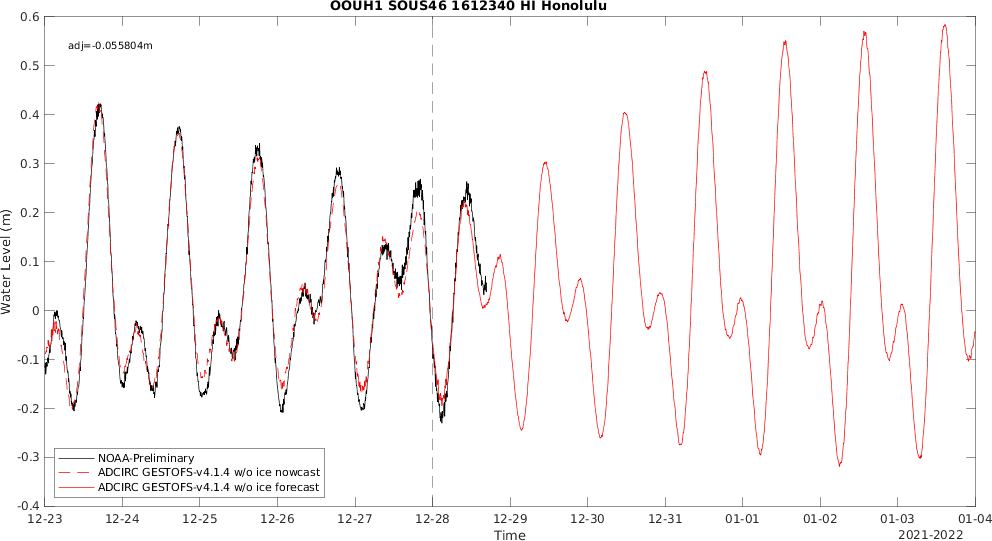 OOUH1 SOUS46 1612340 HI Honolulu
adj=-0.055804m
Water Level (m)
0.6
0.5
0.4
0.3
0.2
0.1
0
-0.1
-0.2
-0.3
-0.4
NOAA-Preliminary
ADCIRC GESTOFS-v4.1.4 w/o ice nowcast
ADCIRC GESTOFS-v4.1.4 w/o ice forecast
12-23 12-24 12-25 12-26 12-27 12-28 12-29 12-30 12-31 01-01 01-02 01-03 01-04
Time
2021-2022